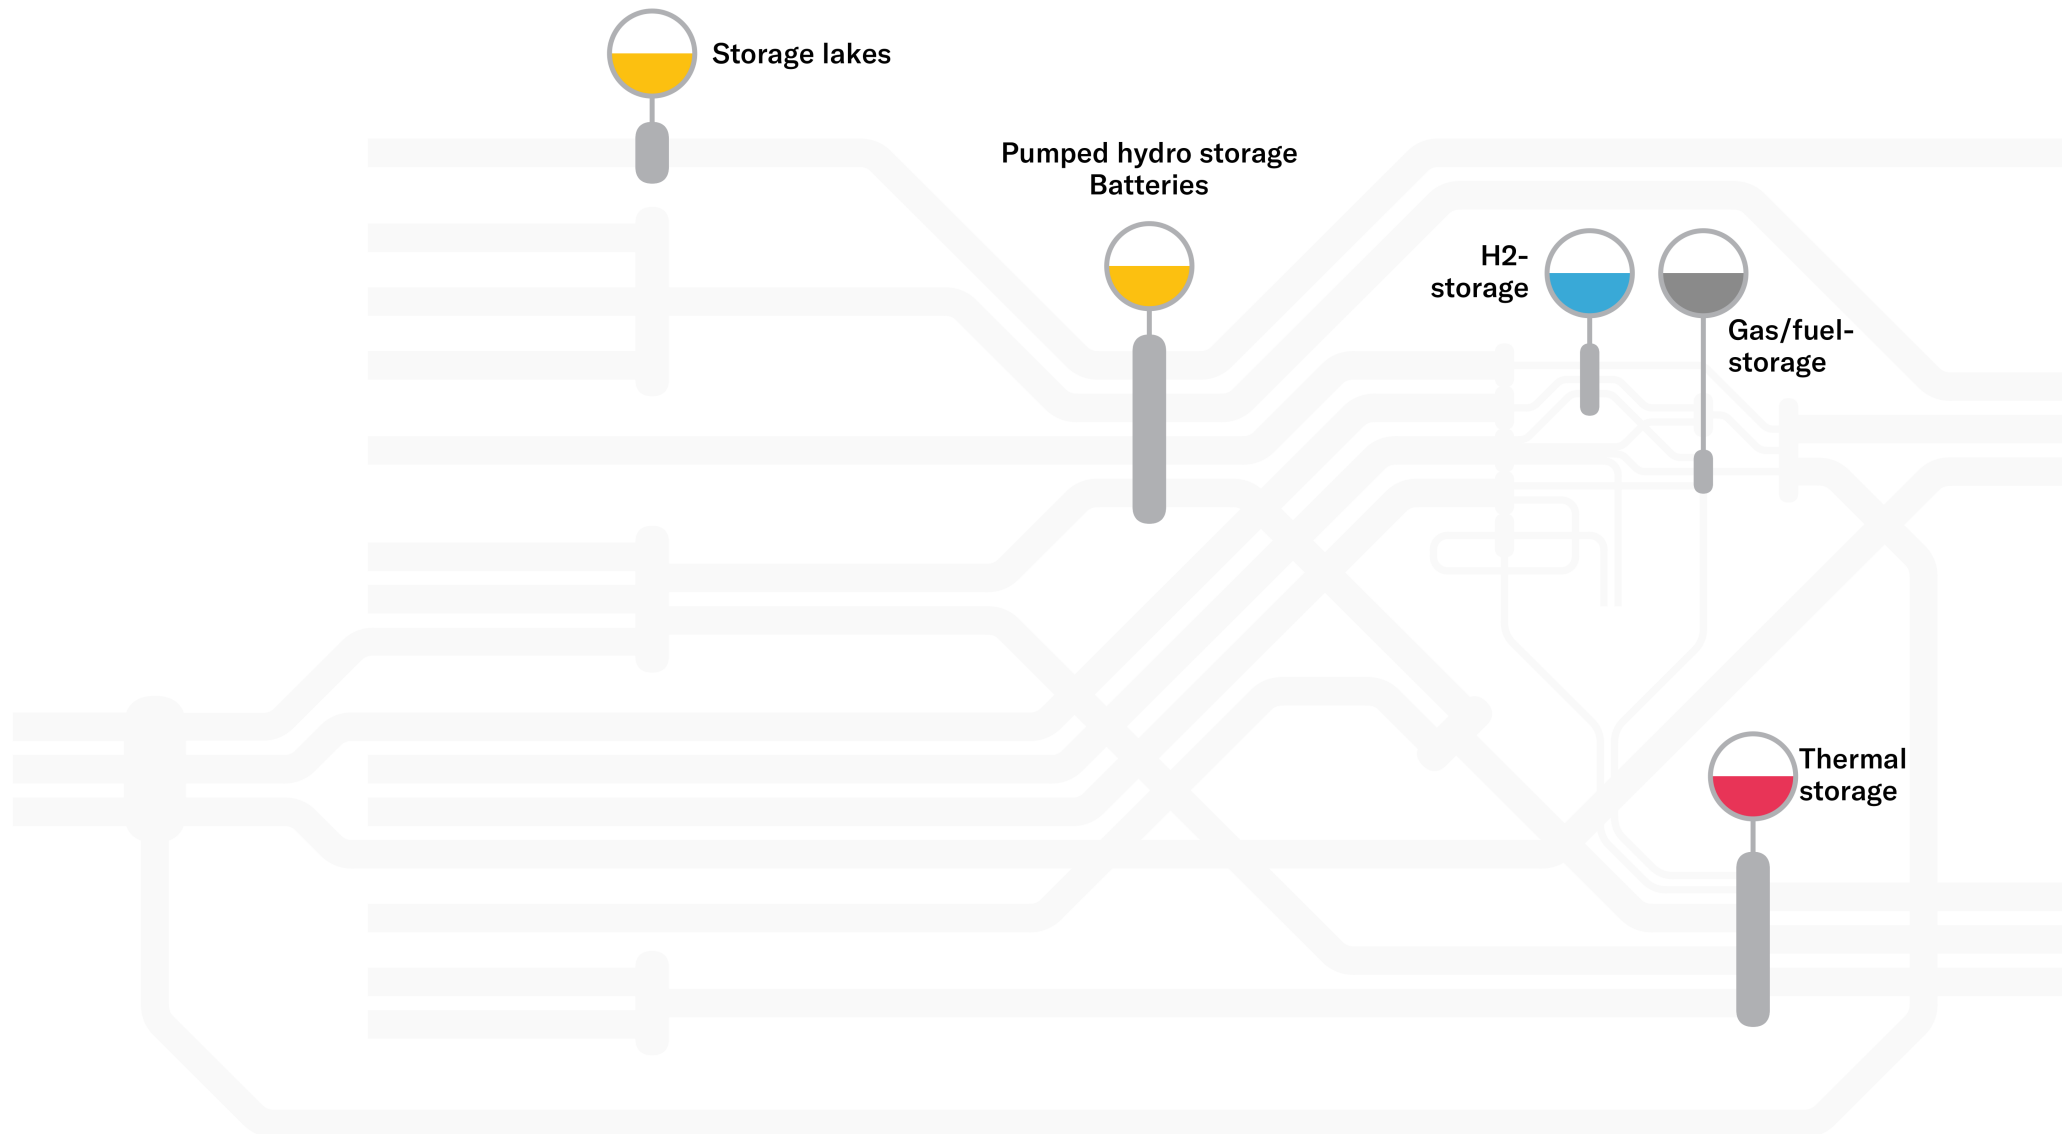 Storage lakes
Pumped hydro storage
Batteries
H2-
storage
Gas/fuel-
storage
Thermal
storage